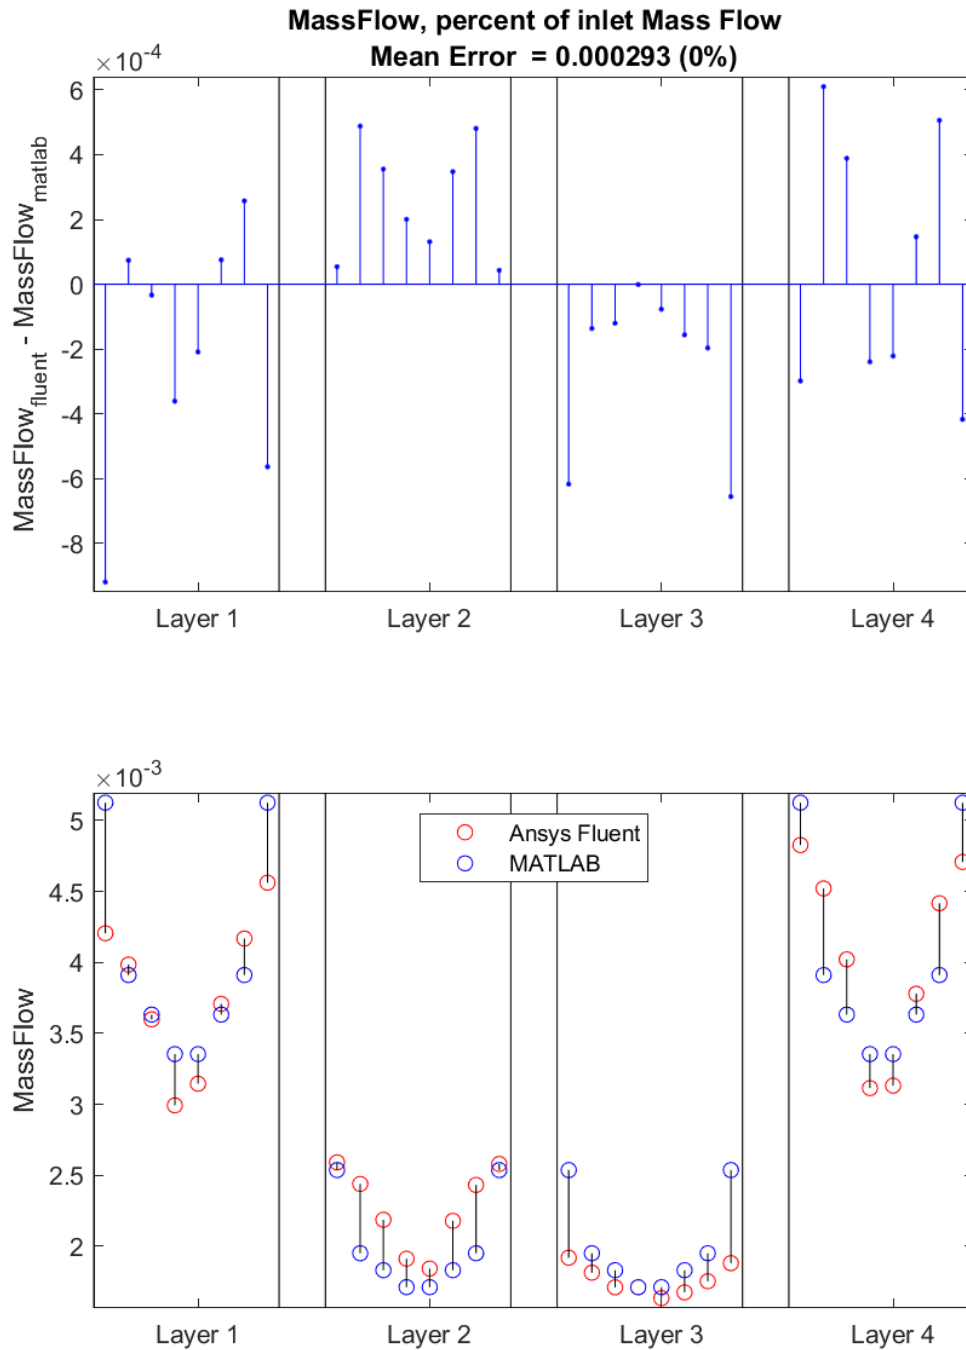 MassFlow, percent of inlet Mass Flow
Mean Error = 0.000293 (0%)
×10-4
6
4
2
0
-2
-4
-6
-8
MassFlowfluent - MassFlowmatlab
Layer 1 Layer 2 Layer 3 Layer 4
×10-3
5
4.5
4
3.5
3
2.5
2
MassFlow
Ansys Fluent
MATLAB
Layer 1 Layer 2 Layer 3 Layer 4